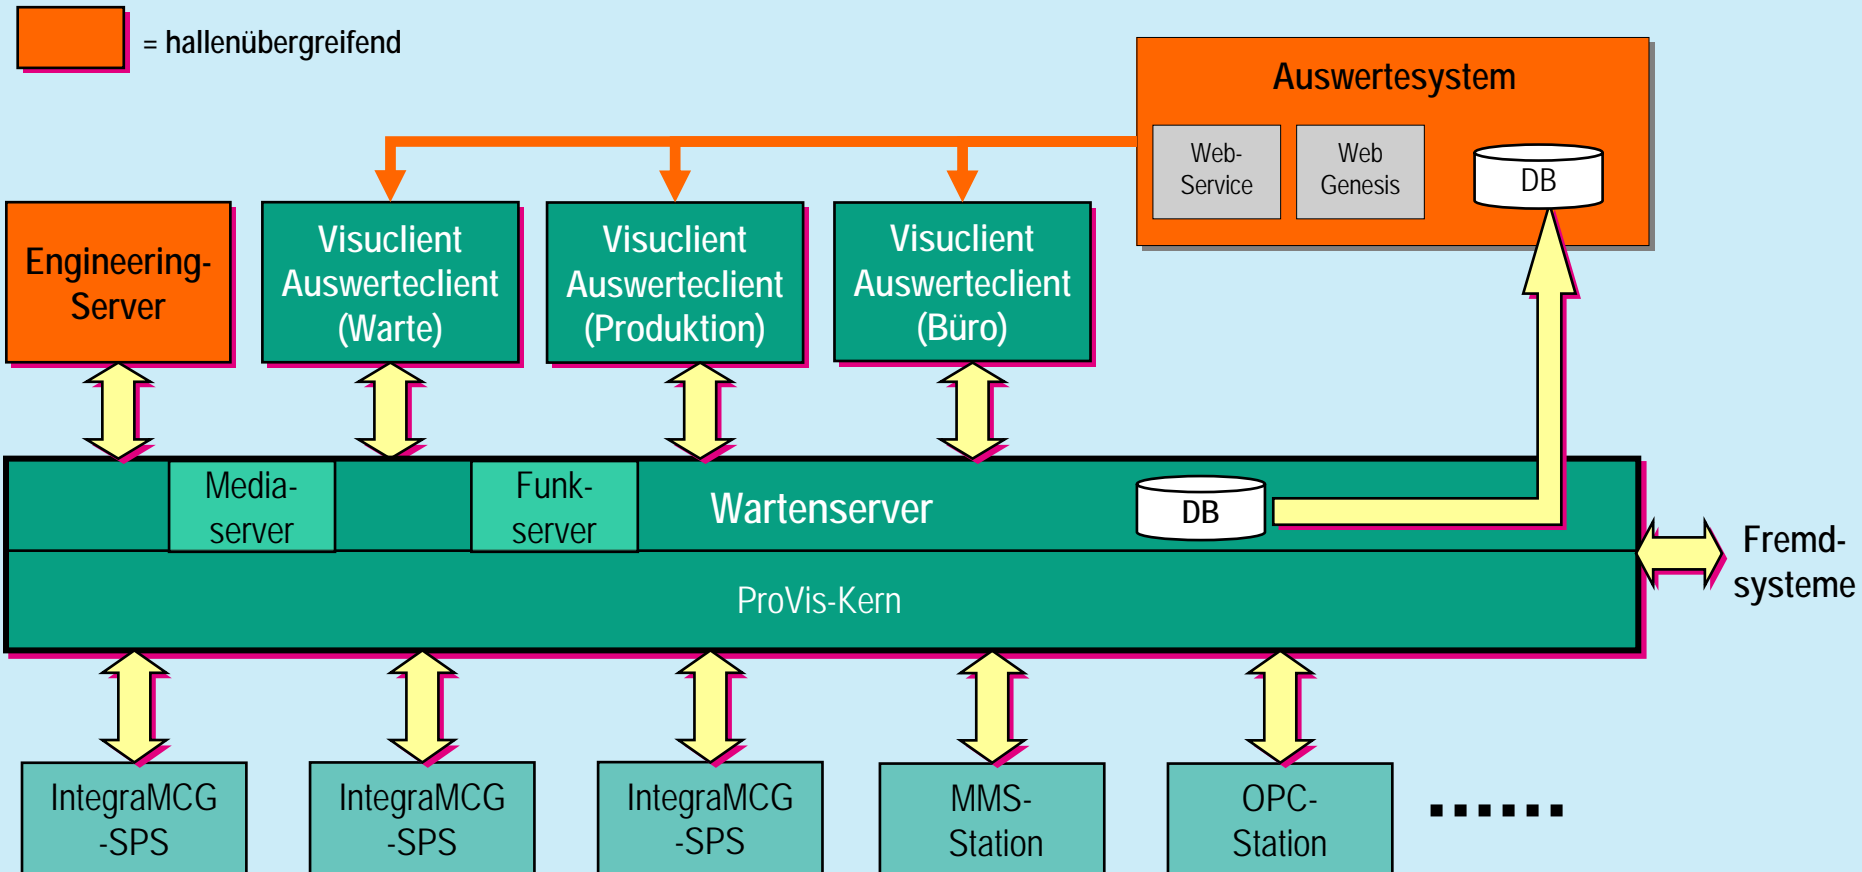 = hallenübergreifend
Auswertesystem
Web-
Service
Web
Genesis
DB
Engineering-
Server
Visuclient
Auswerteclient
(Warte)
Visuclient
Auswerteclient
(Produktion)
Visuclient
Auswerteclient
(Büro)
Media-
server
Funk-
server
Wartenserver
DB
Fremd-
systeme
ProVis-Kern
IntegraMCG
-SPS
IntegraMCG
-SPS
IntegraMCG
-SPS
MMS-
Station
OPC-
Station
......